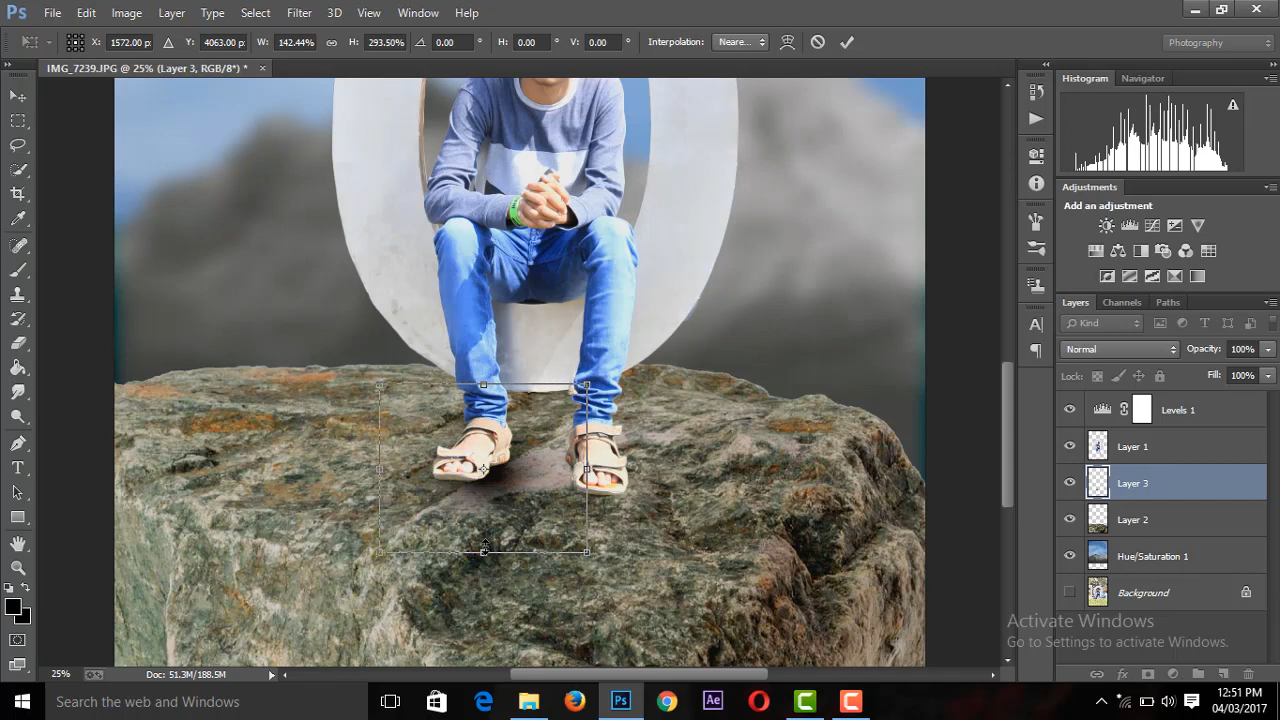 Ps File Edit Image Layer Type Select Filter 3D View Window Help
X: 1572.00 px Y: 4063.00 px W: 142.44% H: 293.50% 0.00 ° H: 0.00 ° V: 0.00 ° Interpolation: Neare... Photography
IMG_7239.JPG @ 25% (Layer 3, RGB/8*) * ×
Histogram Navigator
Adjustments
Add an adjustment
Layers Channels Paths
Kind
Normal Opacity: 100%
Lock: Fill: 100%
Levels 1
Layer 1
Layer 3
Layer 2
Hue/Saturation 1
Background
Activate Windows
Go to Settings to activate Windows.
25% Doc: 51.3M/188.5M
Search the web and Windows
Ps Ae
12:51 PM
04/03/2017